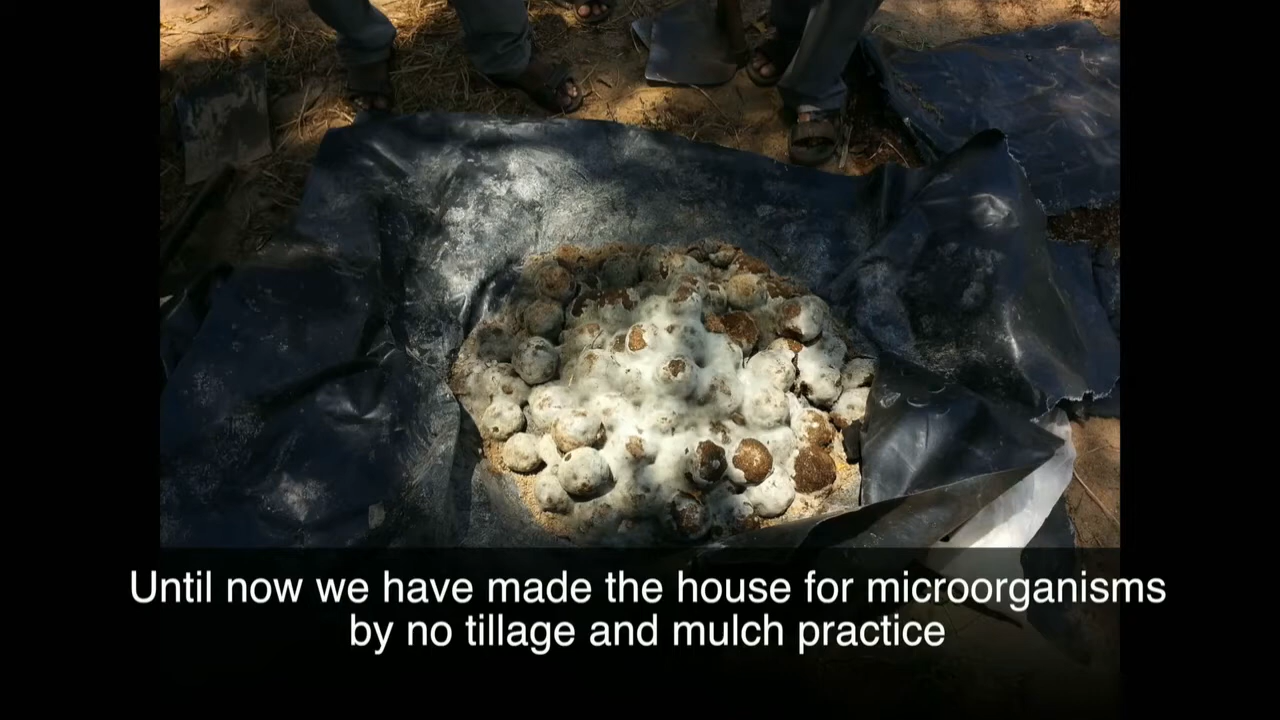 Until now we have made the house for microorganisms
by no tillage and mulch practice